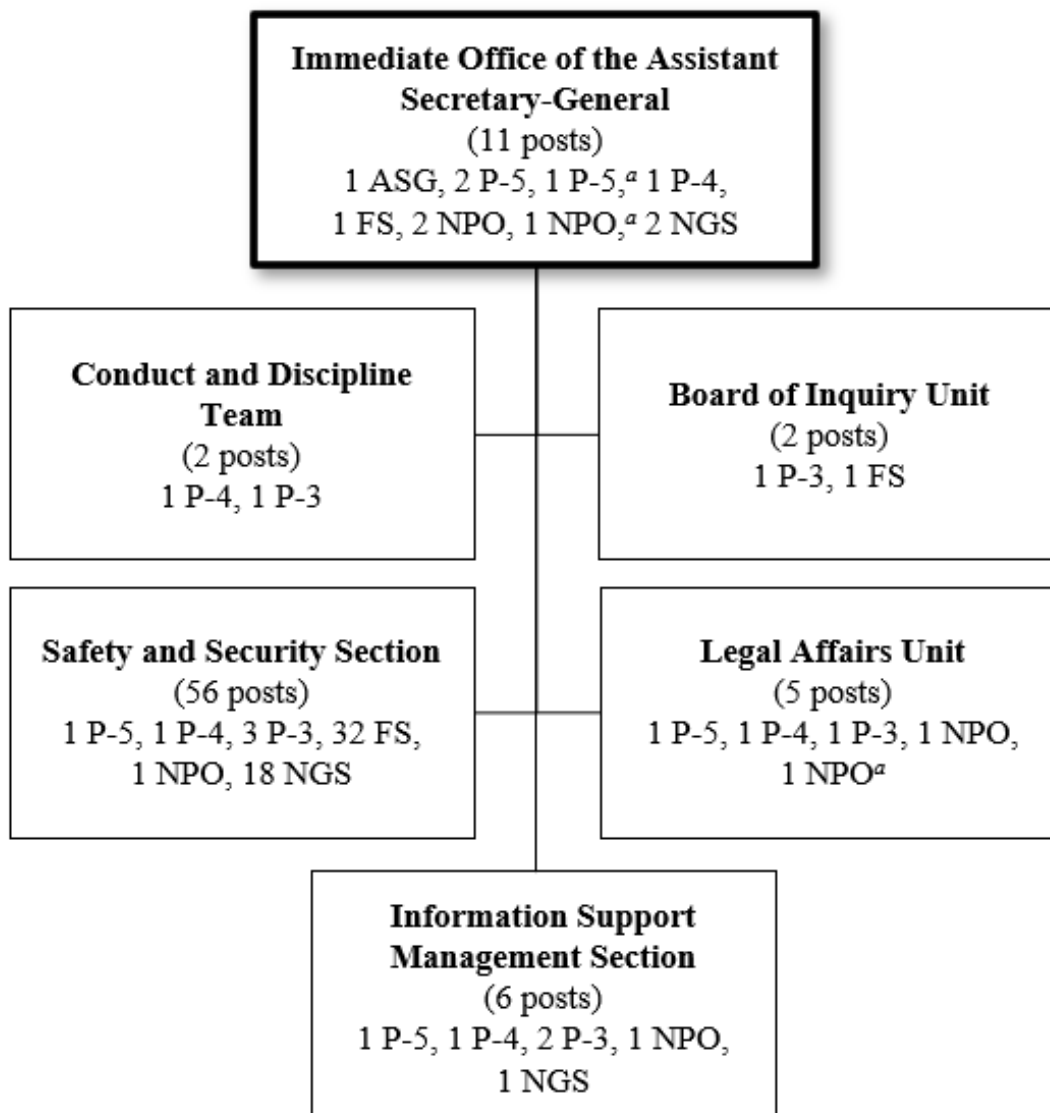 Immediate Office of the Assistant
Secretary-General
(11 posts)
1 ASG, 2 P-5, 1 P-5,ᵃ 1 P-4,
1 FS, 2 NPO, 1 NPO,ᵃ 2 NGS
Conduct and Discipline
Team
(2 posts)
1 P-4, 1 P-3
Board of Inquiry Unit
(2 posts)
1 P-3, 1 FS
Safety and Security Section
(56 posts)
1 P-5, 1 P-4, 3 P-3, 32 FS,
1 NPO, 18 NGS
Legal Affairs Unit
(5 posts)
1 P-5, 1 P-4, 1 P-3, 1 NPO,
1 NPOᵃ
Information Support
Management Section
(6 posts)
1 P-5, 1 P-4, 2 P-3, 1 NPO,
1 NGS